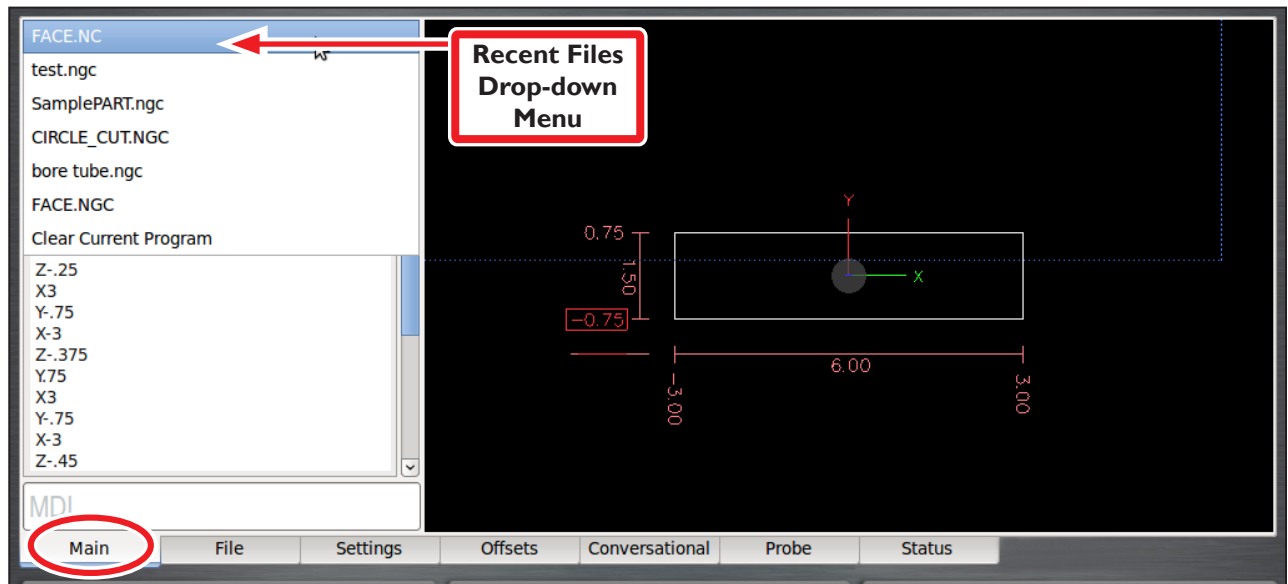 FACE.NC
test.ngc
SamplePART.ngc
CIRCLE_CUT.NGC
bore tube.ngc
FACE.NGC
Clear Current Program
Z-.25
X3
Y-.75
X-3
Z-.375
Y.75
X3
Y-.75
X-3
Z-.45
MDI
Recent Files
Drop-down
Menu
Y
X
0.75
1.50
-0.75
6.00
-3.00
3.00
Main File Settings Offsets Conversational Probe Status